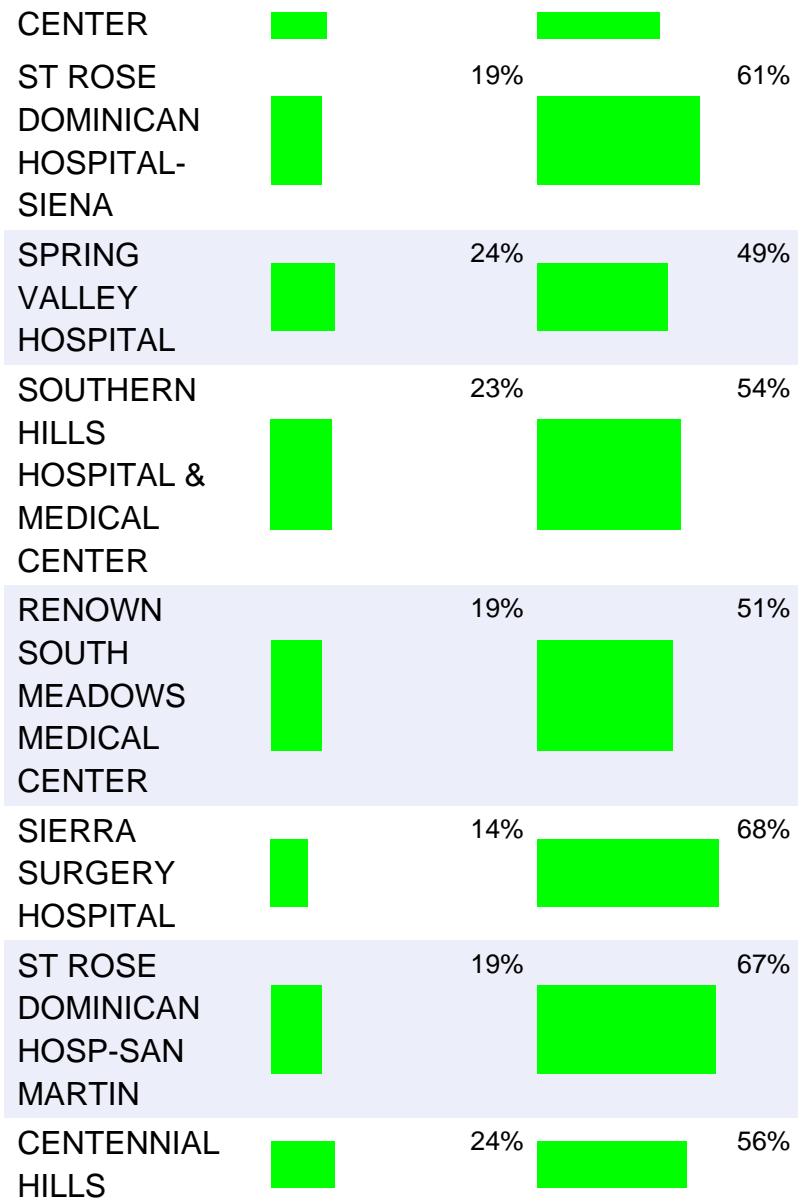 CENTER
ST ROSE 19% 61%
DOMINICAN
HOSPITAL-
SIENA
SPRING 24% 49%
VALLEY
HOSPITAL
SOUTHERN 23% 54%
HILLS
HOSPITAL &
MEDICAL
CENTER
RENOWN 19% 51%
SOUTH
MEADOWS
MEDICAL
CENTER
SIERRA 14% 68%
SURGERY
HOSPITAL
ST ROSE 19% 67%
DOMINICAN
HOSP-SAN
MARTIN
CENTENNIAL 24% 56%
HILLS